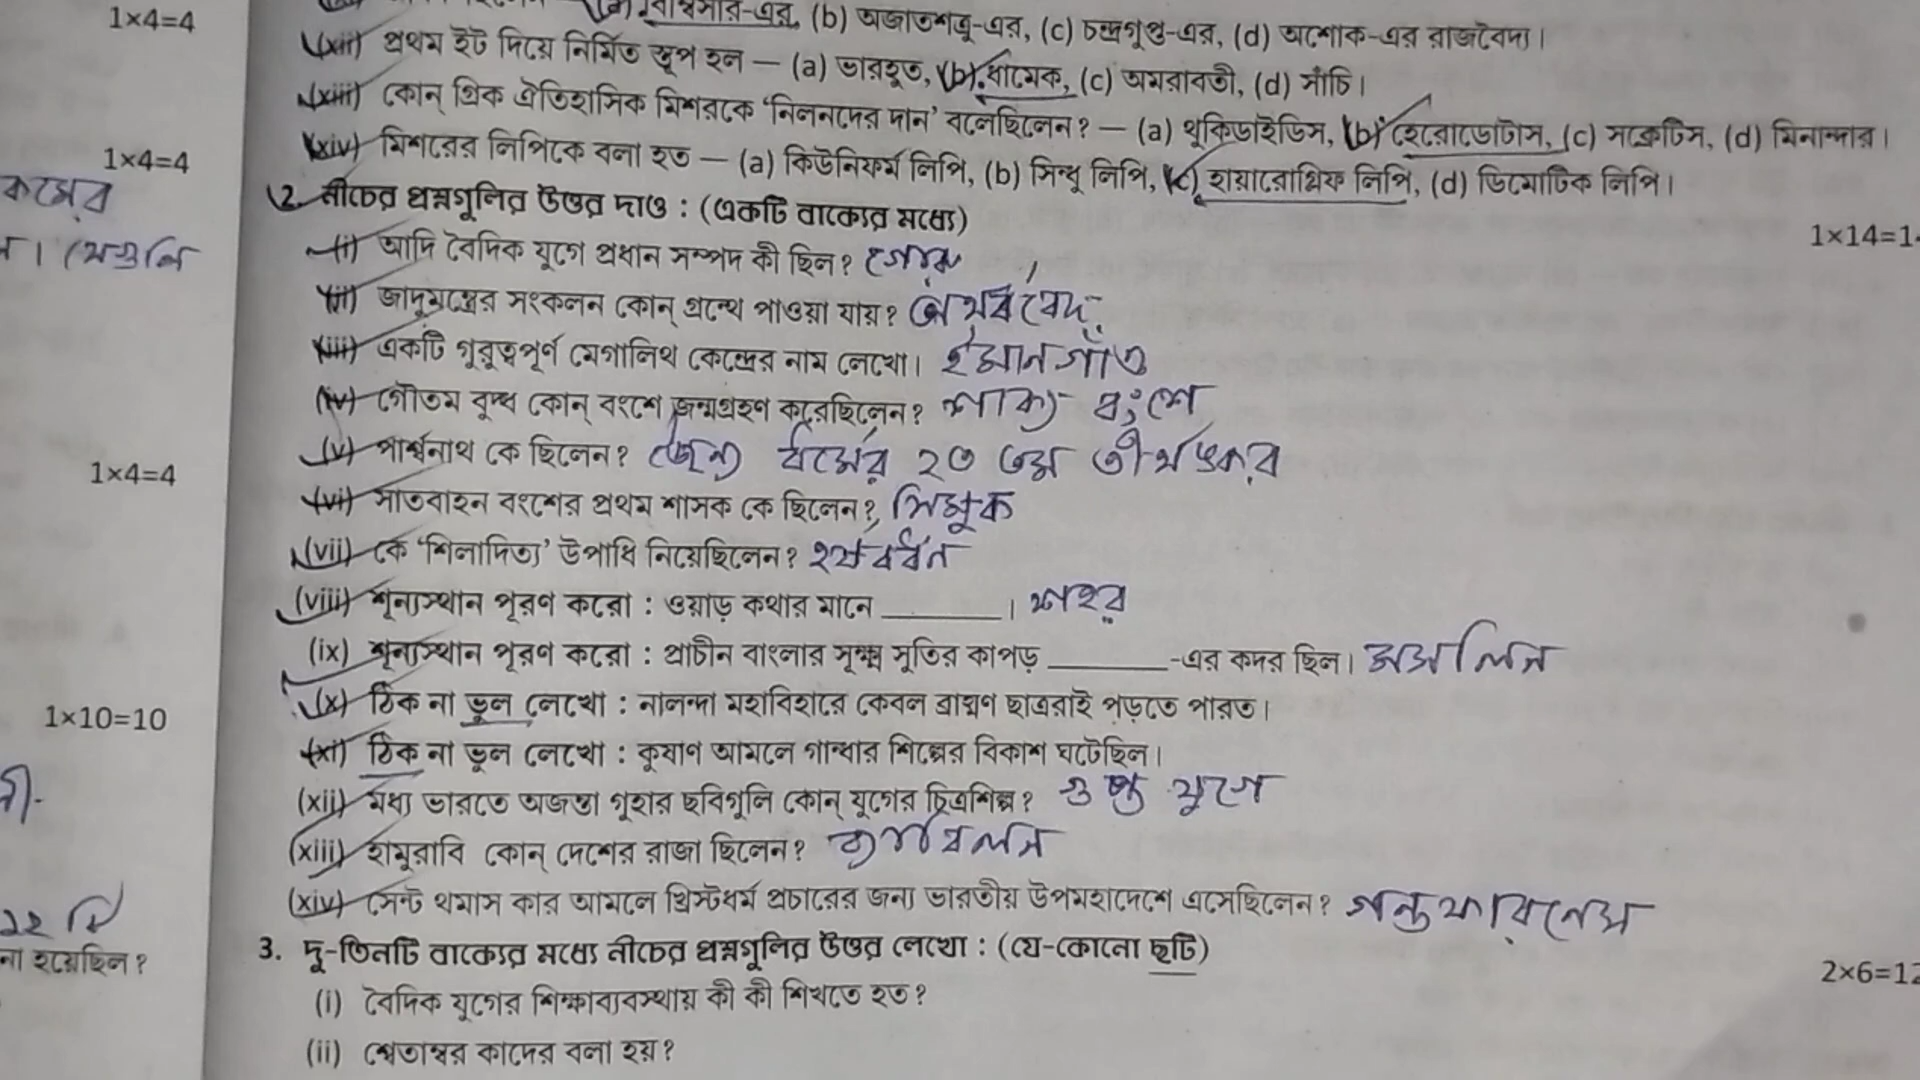 1×4=4
(a) বিম্বিসার-এর, (b) অজাতশত্রু-এর, (c) চন্দ্রগুপ্ত-এর, (d) অশোক-এর রাজবৈদ্য।
(xii) প্রথম ইট দিয়ে নির্মিত স্তূপ হল — (a) ভারহুত, (b) ধামেক, (c) অমরাবতী, (d) সাঁচি।
(xiii) কোন্ গ্রিক ঐতিহাসিক মিশরকে ‘নিলনদের দান’ বলেছিলেন? — (a) থুকিডাইডিস, (b) হেরোডোটাস, (c) সক্রেটিস, (d) মিনান্দার।
1×4=4
(xiv) মিশরের লিপিকে বলা হত — (a) কিউনিফর্ম লিপি, (b) সিন্ধু লিপি, (c) হায়ারোগ্লিফ লিপি, (d) ডিমোটিক লিপি।
2. নীচের প্রশ্নগুলির উত্তর দাও : (একটি বাক্যের মধ্যে)
1×14=1
(i) আদি বৈদিক যুগে প্রধান সম্পদ কী ছিল? গোরু
(ii) জাদুমন্ত্রের সংকলন কোন্ গ্রন্থে পাওয়া যায়? অথর্ববেদ
(iii) একটি গুরুত্বপূর্ণ মেগালিথ কেন্দ্রের নাম লেখো। ইমানগাঁও
(iv) গৌতম বুদ্ধ কোন্ বংশে জন্মগ্রহণ করেছিলেন? শাক্য বংশে
1×4=4
(v) পার্শ্বনাথ কে ছিলেন? জৈন ধর্মের ২৩ তম তীর্থঙ্কর
(vi) সাতবাহন বংশের প্রথম শাসক কে ছিলেন? সিমুক
(vii) কে ‘শিলাদিত্য’ উপাধি নিয়েছিলেন? হর্ষবর্ধন
(viii) শূন্যস্থান পূরণ করো : ওয়াড় কথার মানে ________। শহর
(ix) শূন্যস্থান পূরণ করো : প্রাচীন বাংলার সূক্ষ্ম সুতির কাপড় ________-এর কদর ছিল। মসলিন
1×10=10
(x) ঠিক না ভুল লেখো : নালন্দা মহাবিহারে কেবল ব্রাহ্মণ ছাত্ররাই পড়তে পারত।
(xi) ঠিক না ভুল লেখো : কুষাণ আমলে গান্ধার শিল্পের বিকাশ ঘটেছিল।
(xii) মধ্য ভারতে অজন্তা গুহার ছবিগুলি কোন্ যুগের চিত্রশিল্প? গুপ্ত যুগে
(xiii) হামুরাবি কোন্ দেশের রাজা ছিলেন? ব্যাবিলন
(xiv) সেন্ট থমাস কার আমলে খ্রিস্টধর্ম প্রচারের জন্য ভারতীয় উপমহাদেশে এসেছিলেন? গন্ডফারনেস
না হয়েছিল?
3. দু-তিনটি বাক্যের মধ্যে নীচের প্রশ্নগুলির উত্তর লেখো : (যে-কোনো ছটি)
2×6=12
(i) বৈদিক যুগের শিক্ষাব্যবস্থায় কী কী শিখতে হত?
(ii) শ্বেতাম্বর কাদের বলা হয়?